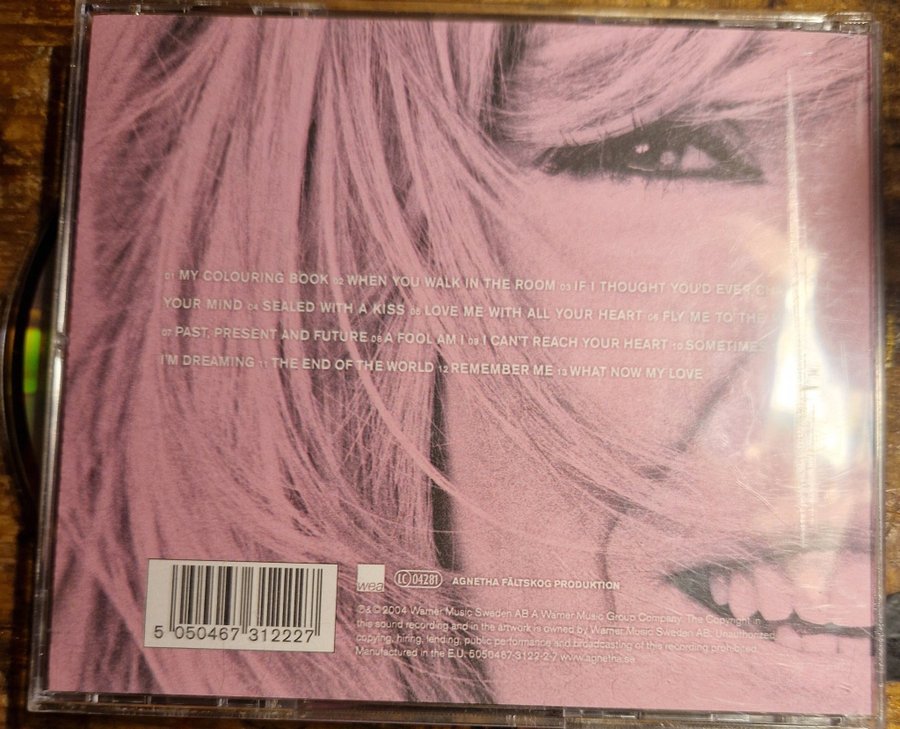 01 MY COLOURING BOOK 02 WHEN YOU WALK IN THE ROOM 03 IF I THOUGHT YOU'D EVER
YOUR MIND 04 SEALED WITH A KISS 05 LOVE ME WITH ALL YOUR HEART 06 FLY ME TO THE
07 PAST, PRESENT AND FUTURE 08 A FOOL AM I 09 I CAN'T REACH YOUR HEART 10 SOMETIMES
I'M DREAMING 11 THE END OF THE WORLD 12 REMEMBER ME 13 WHAT NOW MY LOVE
wea LC 04281 AGNETHA FÄLTSKOG PRODUKTION
℗ & © 2004 Warner Music Sweden AB A Warner Music Group Company. The Copyright in
this sound recording and in the artwork is owned by Warner Music Sweden AB. Unauthorized
copying, hiring, lending, public performance and broadcasting of this recording prohibited.
Manufactured in the E.U. 5050467-3122-2-7 www.agnetha.se
5 050467 312227